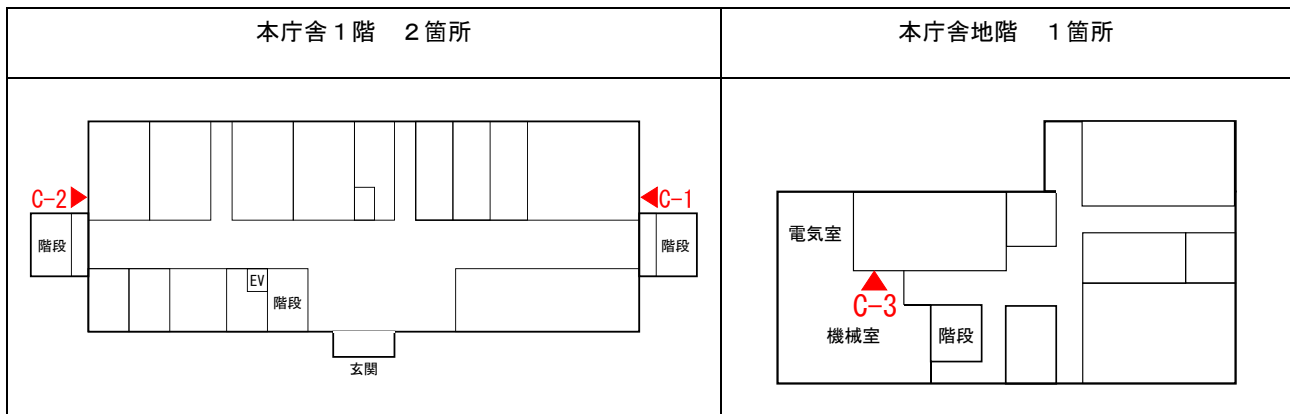 本庁舎１階　２箇所
本庁舎地階　１箇所
C-2
C-1
階段
階段
EV
階段
玄関
電気室
C-3
機械室
階段